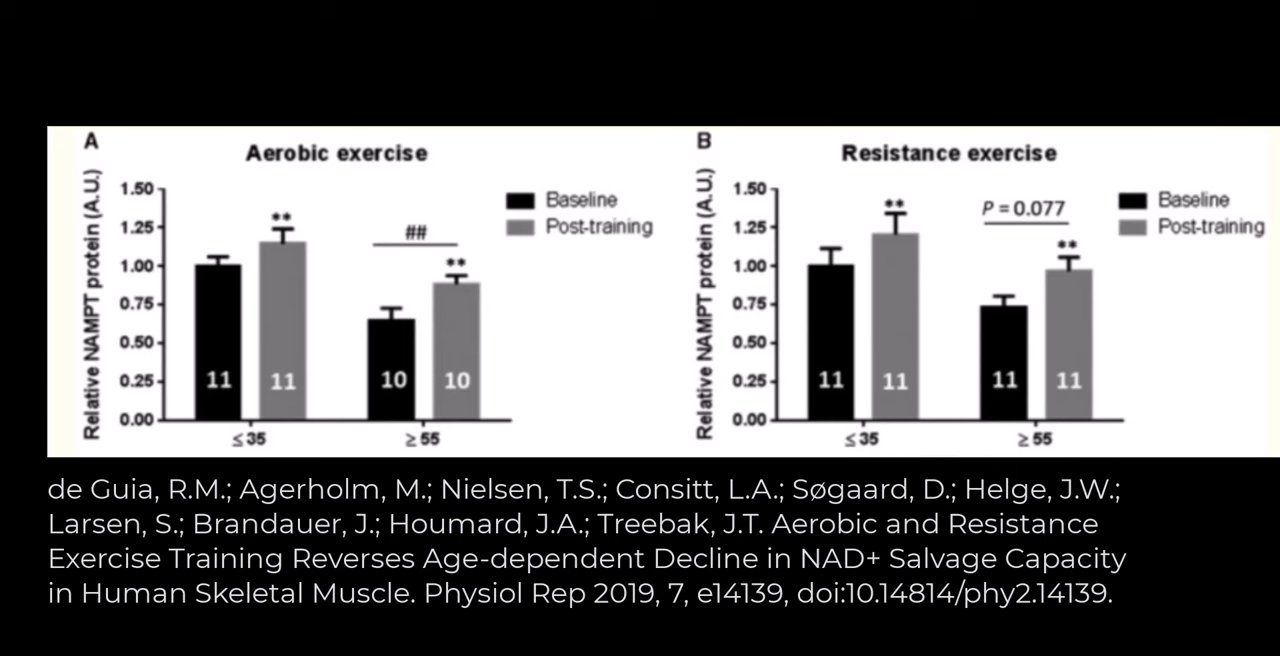 A
Aerobic exercise
Relative NAMPT protein (A.U.)
1.50
1.25
1.00
0.75
0.50
0.25
0.00
**
##
**
11
11
10
10
≤ 35
≥ 55
Baseline
Post-training
B
Resistance exercise
Relative NAMPT protein (A.U.)
1.50
1.25
1.00
0.75
0.50
0.25
0.00
**
P = 0.077
**
11
11
11
11
≤ 35
≥ 55
Baseline
Post-training
de Guia, R.M.; Agerholm, M.; Nielsen, T.S.; Consitt, L.A.; Søgaard, D.; Helge, J.W.;
Larsen, S.; Brandauer, J.; Houmard, J.A.; Treebak, J.T. Aerobic and Resistance
Exercise Training Reverses Age-dependent Decline in NAD+ Salvage Capacity
in Human Skeletal Muscle. Physiol Rep 2019, 7, e14139, doi:10.14814/phy2.14139.